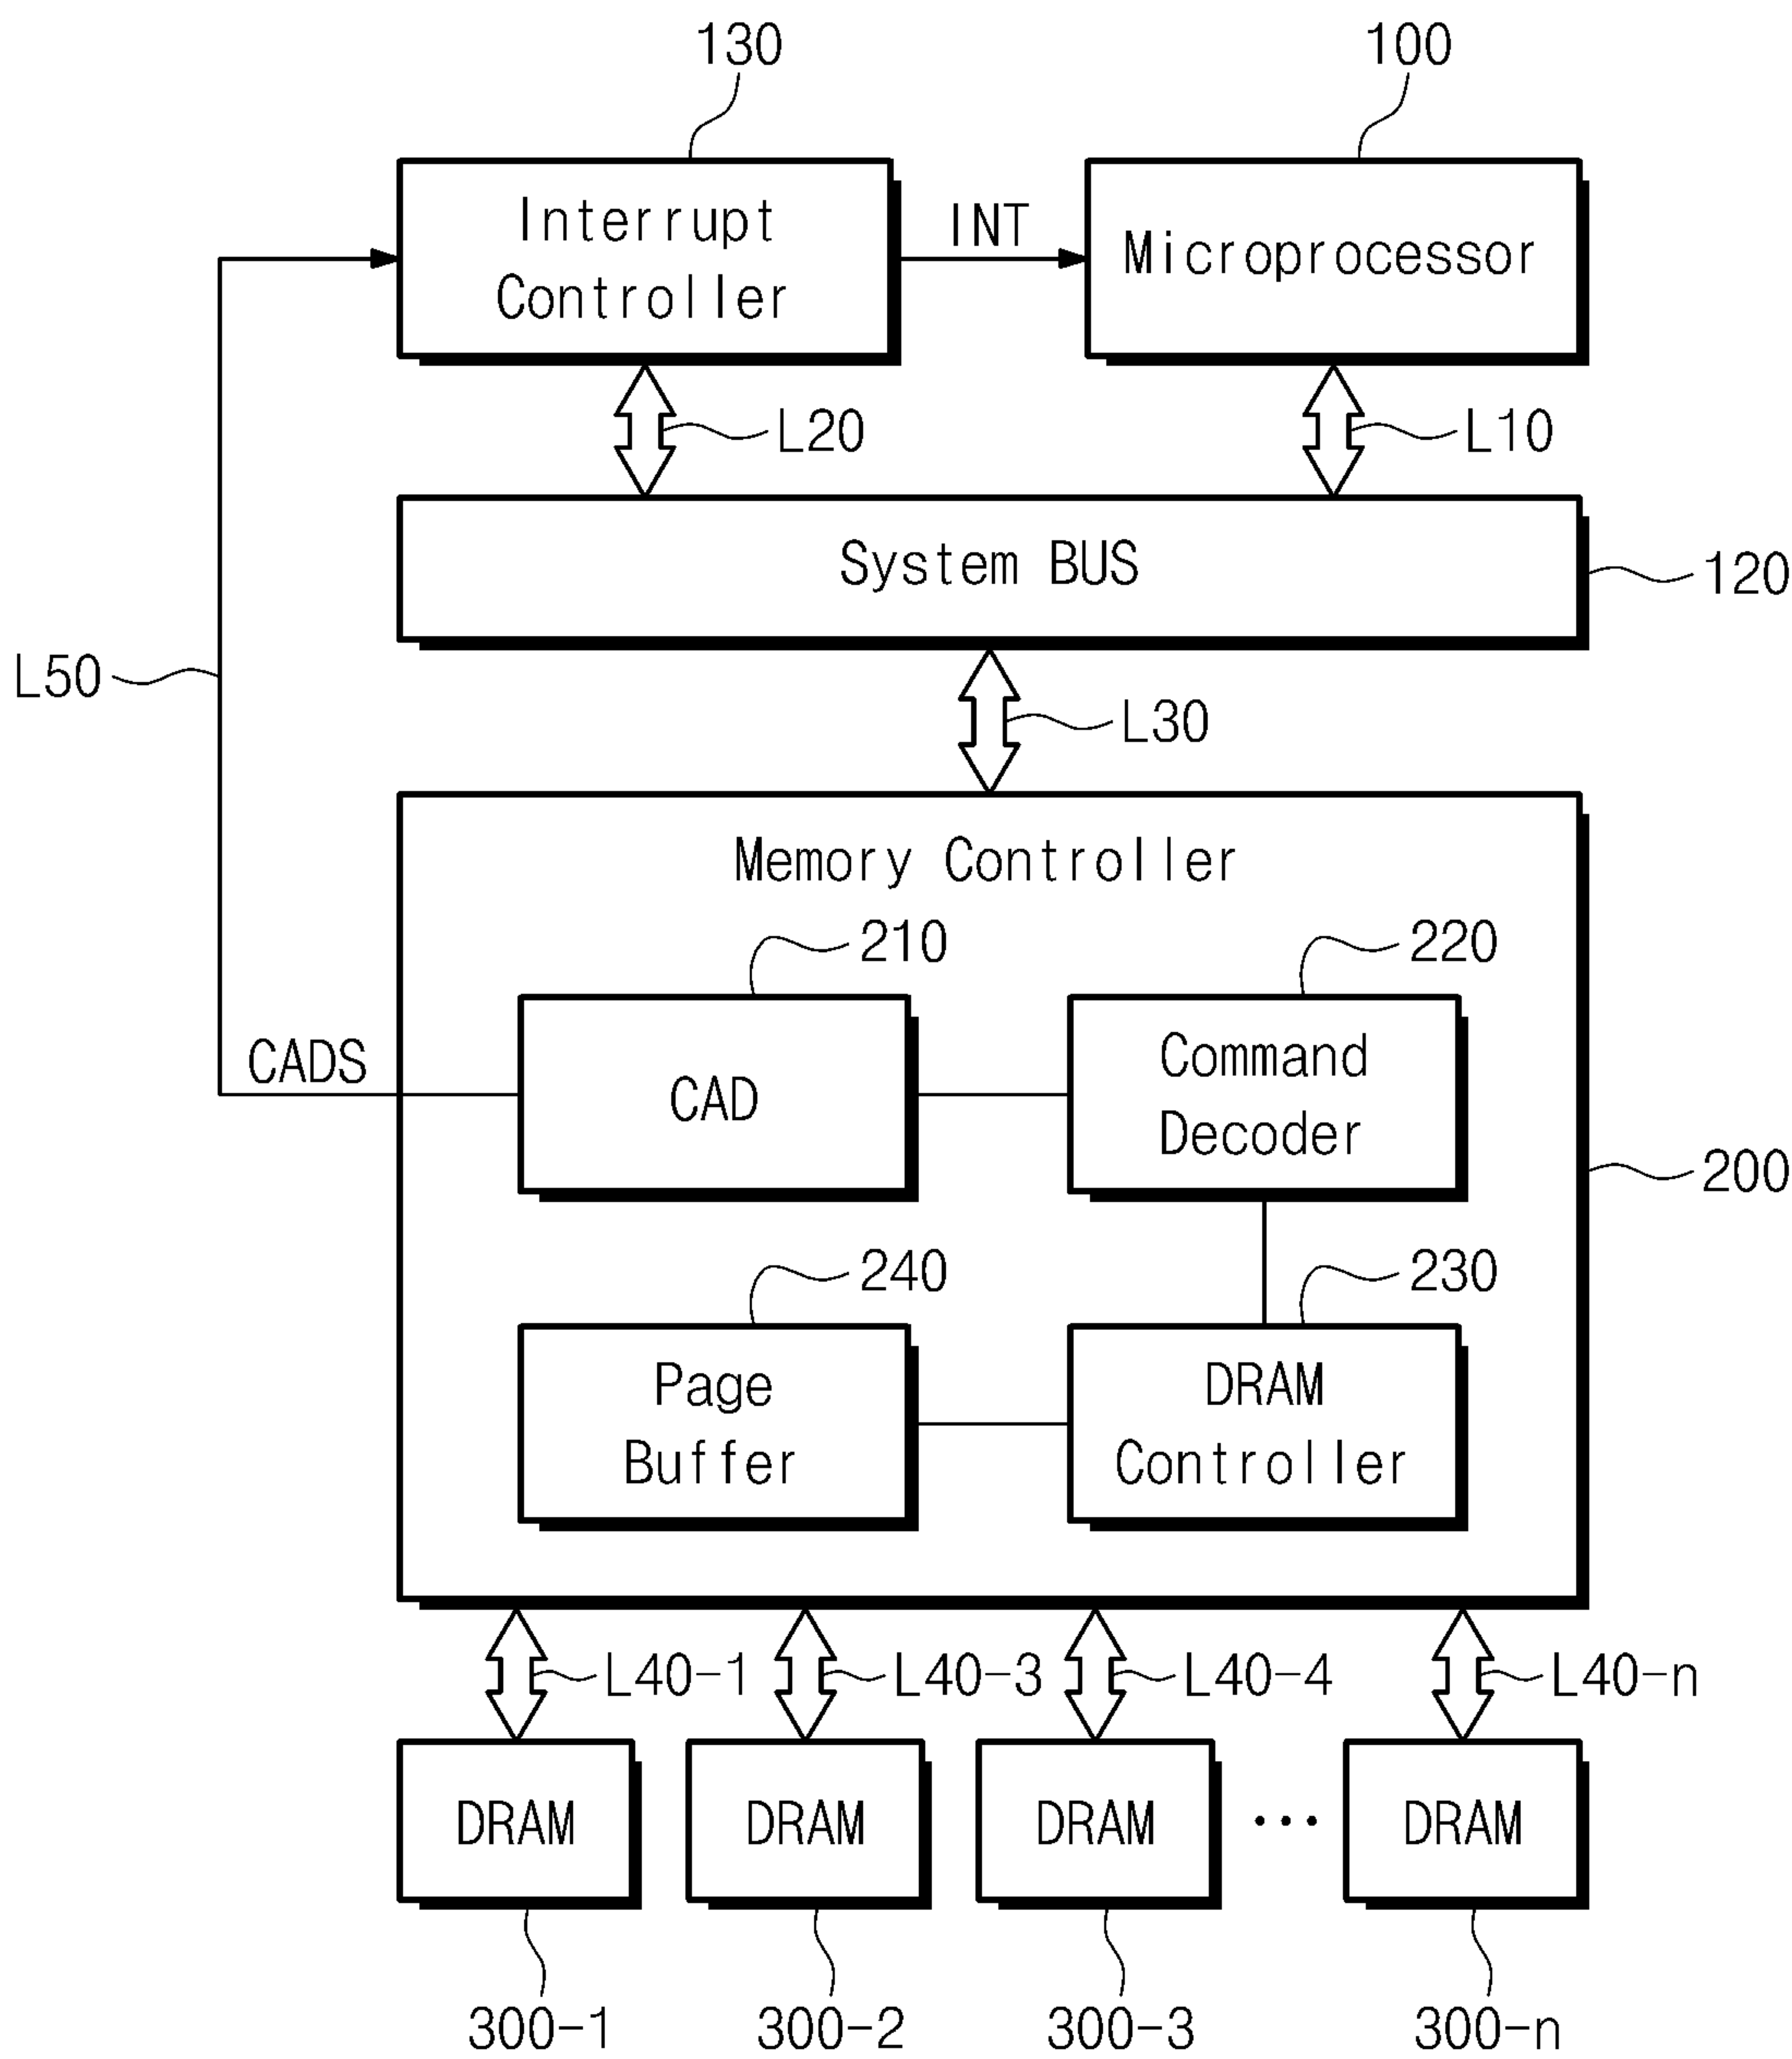 130
100
Interrupt
Controller
INT
Microprocessor
L20
L10
System BUS
120
L50
L30
Memory Controller
210
220
CADS
CAD
Command
Decoder
200
240
230
Page
Buffer
DRAM
Controller
L40-1
L40-3
L40-4
L40-n
DRAM
DRAM
DRAM
...
DRAM
300-1
300-2
300-3
300-n